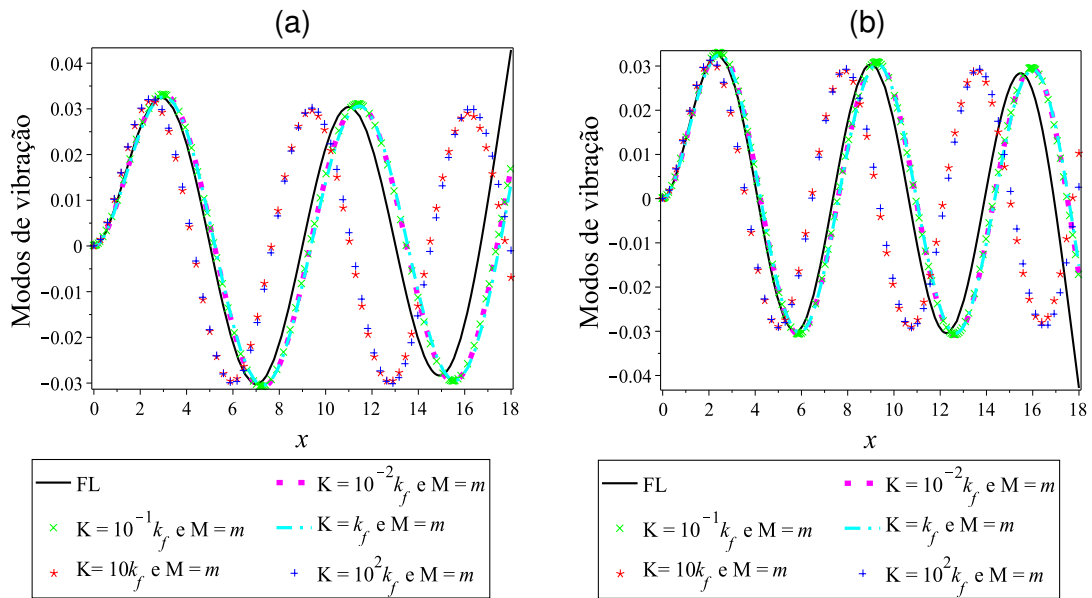 (a)
Modos de vibração
0.04
0.03
0.02
0.01
0
−0.01
−0.02
−0.03
0 2 4 6 8 10 12 14 16 18
x
FL
K = 10⁻² k_f e M = m
K = 10⁻¹ k_f e M = m
K = k_f e M = m
K= 10k_f e M = m
K = 10² k_f e M = m
(b)
Modos de vibração
0.03
0.02
0.01
0
−0.01
−0.02
−0.03
−0.04
0 2 4 6 8 10 12 14 16 18
x
FL
K = 10⁻² k_f e M = m
K = 10⁻¹ k_f e M = m
K = k_f e M = m
K= 10k_f e M = m
K = 10² k_f e M = m